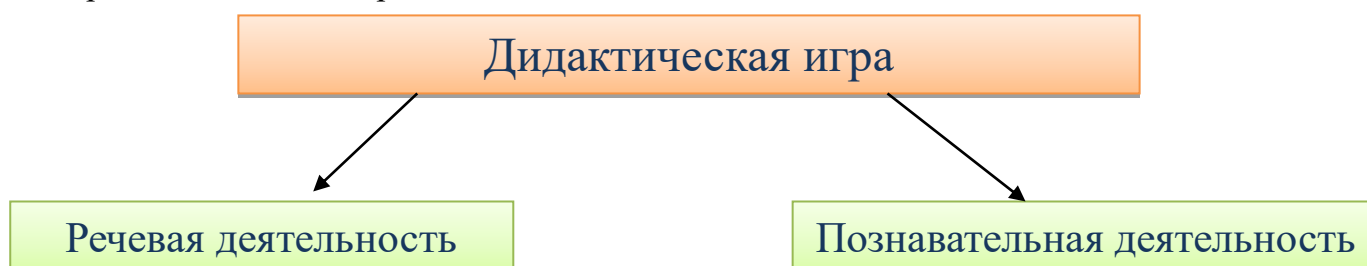 Дидактическая игра
Речевая деятельность
Познавательная деятельность